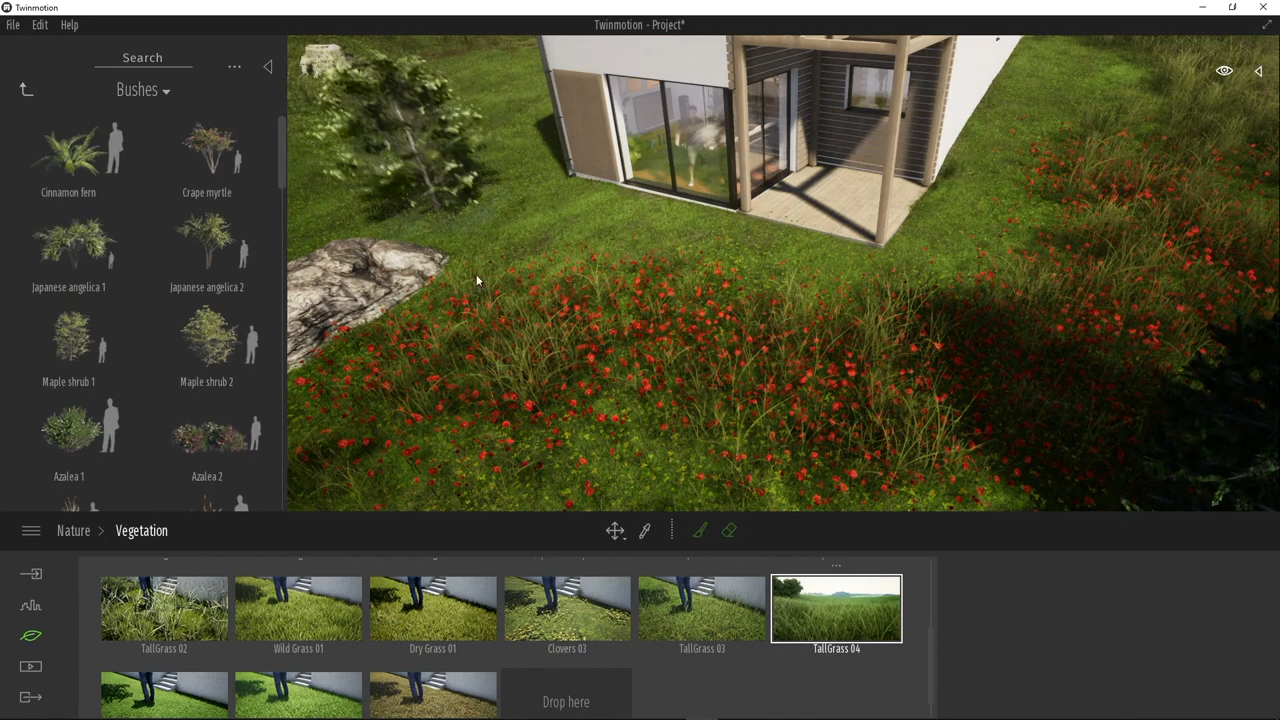 Twinmotion
File Edit Help
Twinmotion - Project*
Search
...
Bushes
Cinnamon fern
Crape myrtle
Japanese angelica 1
Japanese angelica 2
Maple shrub 1
Maple shrub 2
Azalea 1
Azalea 2
Nature > Vegetation
...
TallGrass 02
Wild Grass 01
Dry Grass 01
Clovers 03
TallGrass 03
TallGrass 04
Drop here